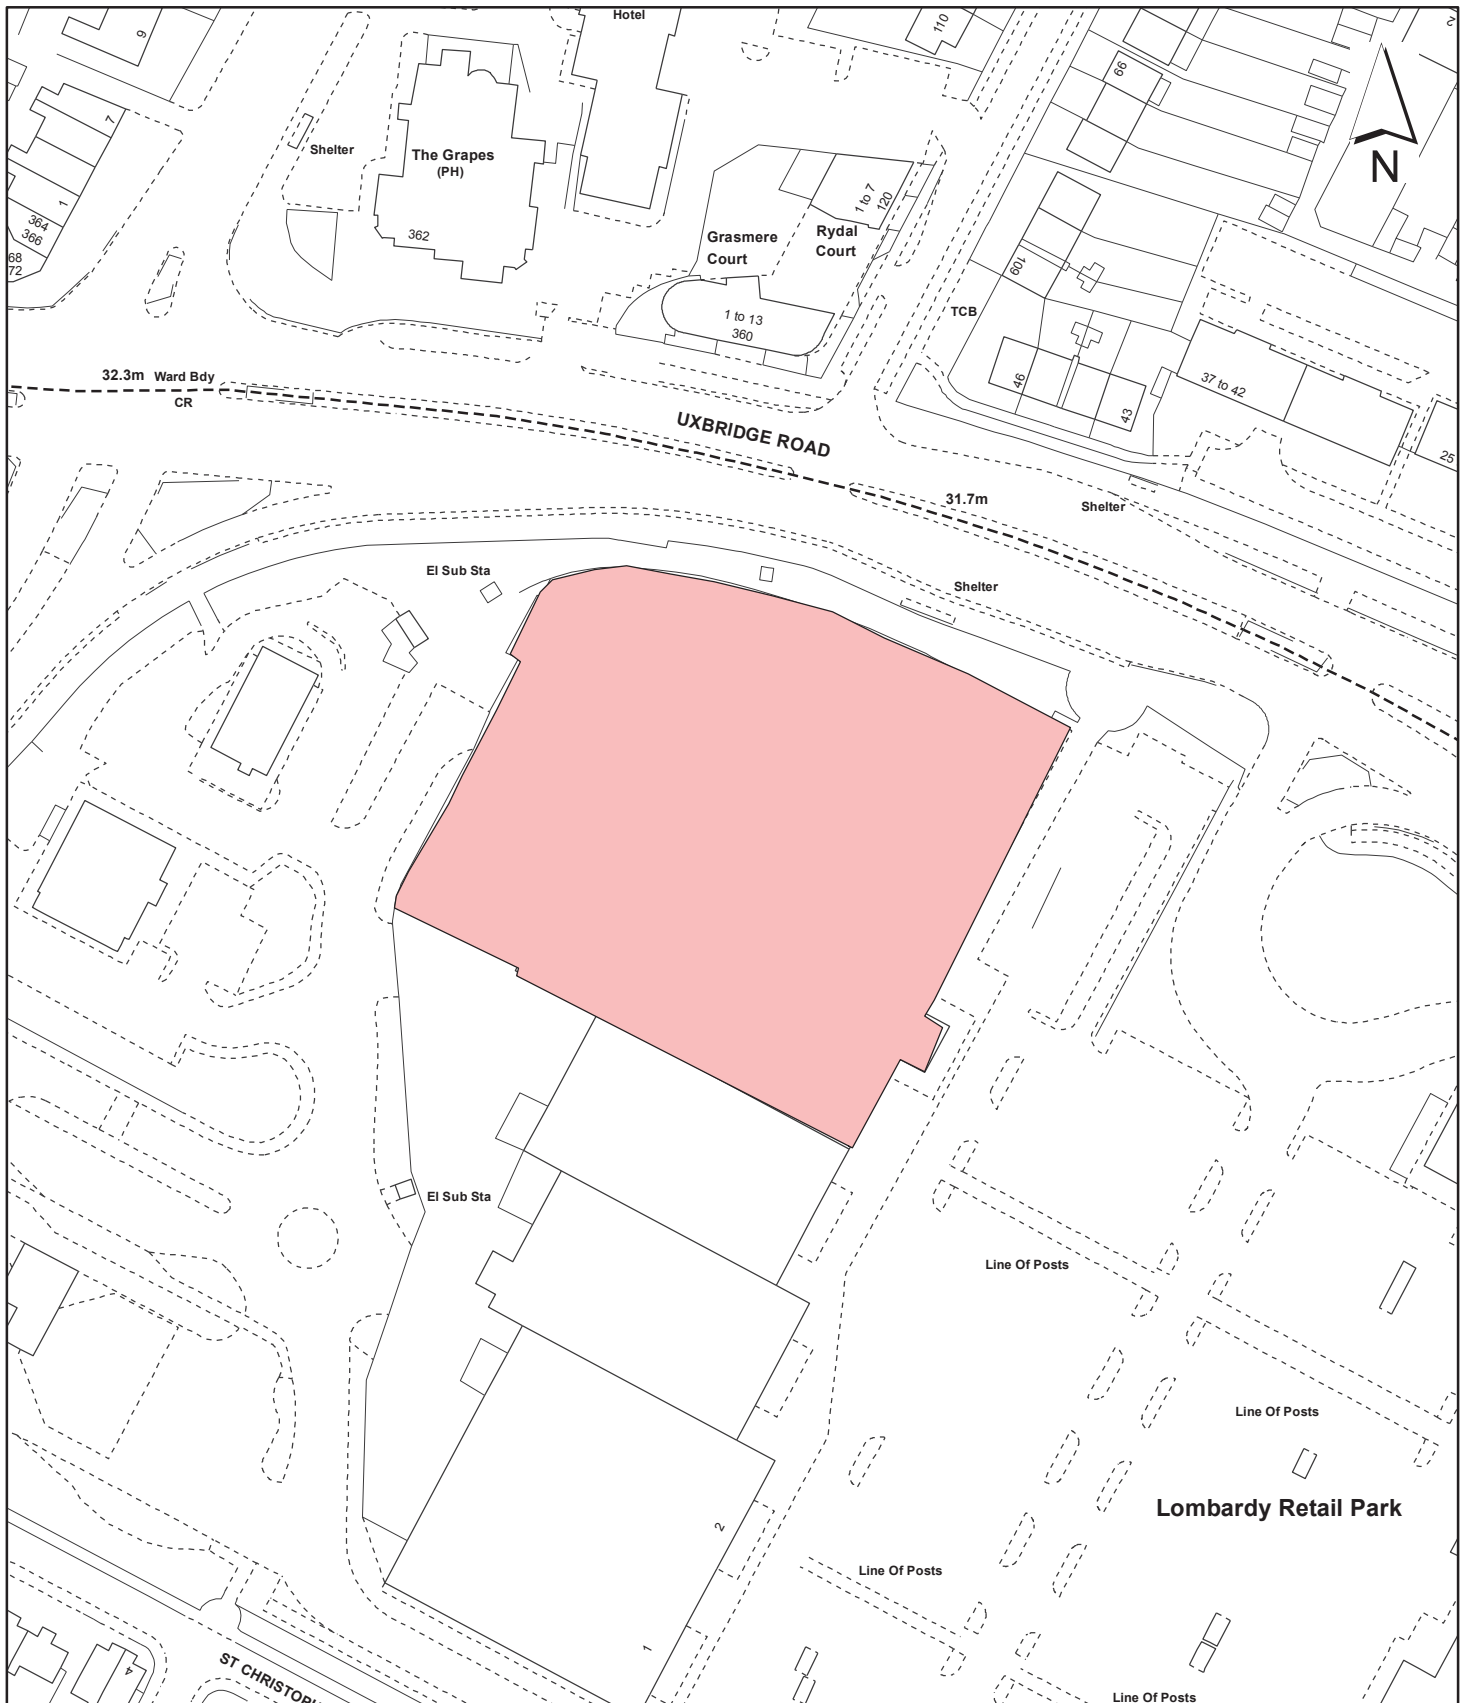 Hotel
110
2
9
66
7
Shelter
The Grapes
(PH)
N
1 to 7
120
1
364
366
362
Grasmere
Court
Rydal
Court
68
72
109
1 to 13
360
TCB
32.3m Ward Bdy
CR
46
37 to 42
43
UXBRIDGE ROAD
25
31.7m
Shelter
El Sub Sta
Shelter
El Sub Sta
Line Of Posts
Line Of Posts
Lombardy Retail Park
2
Line Of Posts
1
4
ST CHRISTOPH
Line Of Posts